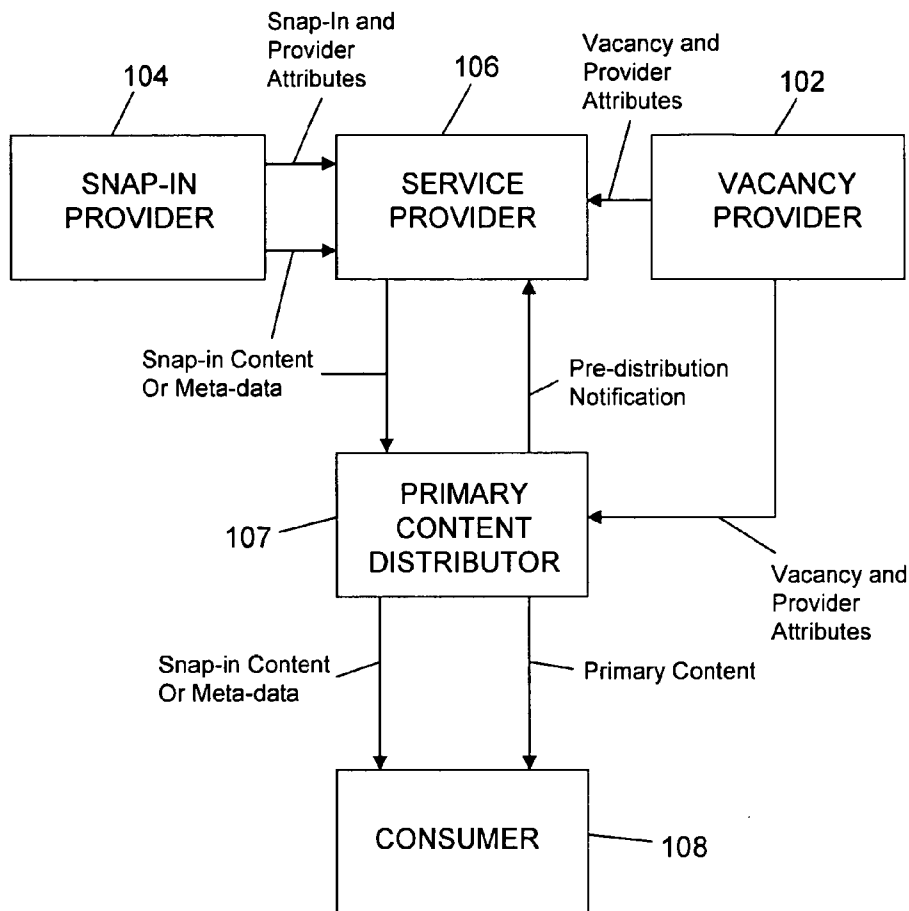 Snap-In and
Provider
Attributes
Vacancy and
Provider
Attributes
104
106
102
SNAP-IN
PROVIDER
SERVICE
PROVIDER
VACANCY
PROVIDER
Snap-in Content
Or Meta-data
Pre-distribution
Notification
PRIMARY
CONTENT
DISTRIBUTOR
107
Vacancy and
Provider
Attributes
Snap-in Content
Or Meta-data
Primary Content
CONSUMER
108